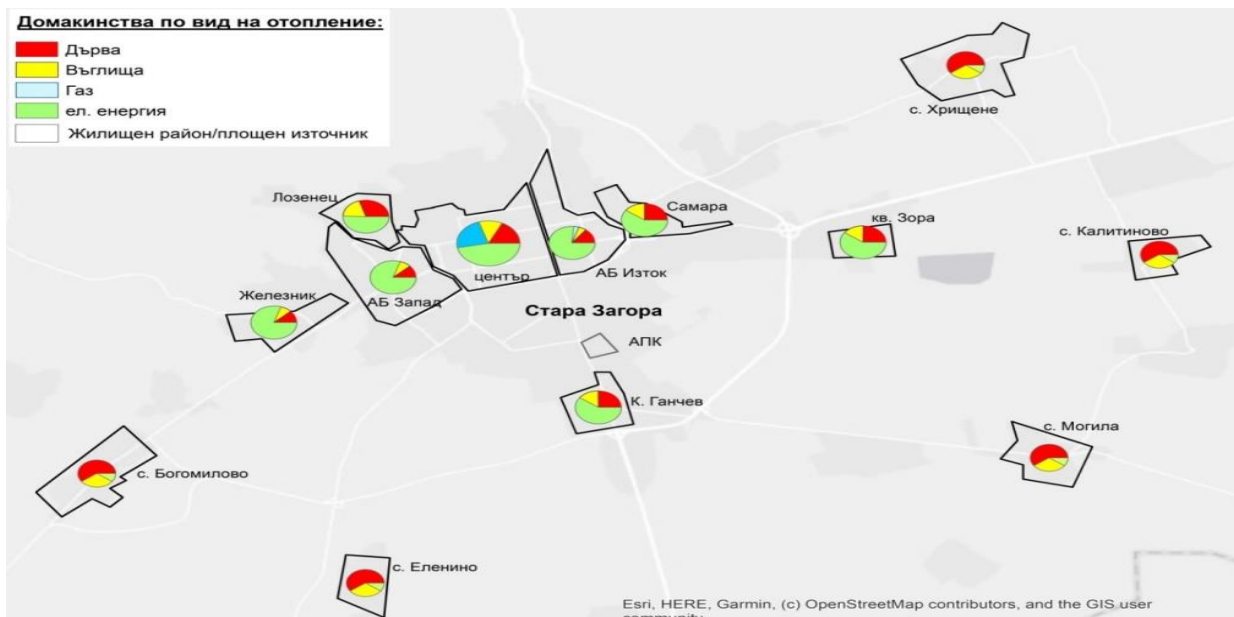 Домакинства по вид на отопление:
Дърва
Въглища
Газ
ел. енергия
Жилищен район/площен източник
с. Хрищене
Лозенец
Самара
кв. Зора
с. Калитиново
център
АБ Изток
АБ Запад
Железник
Стара Загора
АПК
К. Ганчев
с. Могила
с. Богомилово
с. Еленино
Esri, HERE, Garmin, (c) OpenStreetMap contributors, and the GIS user
community